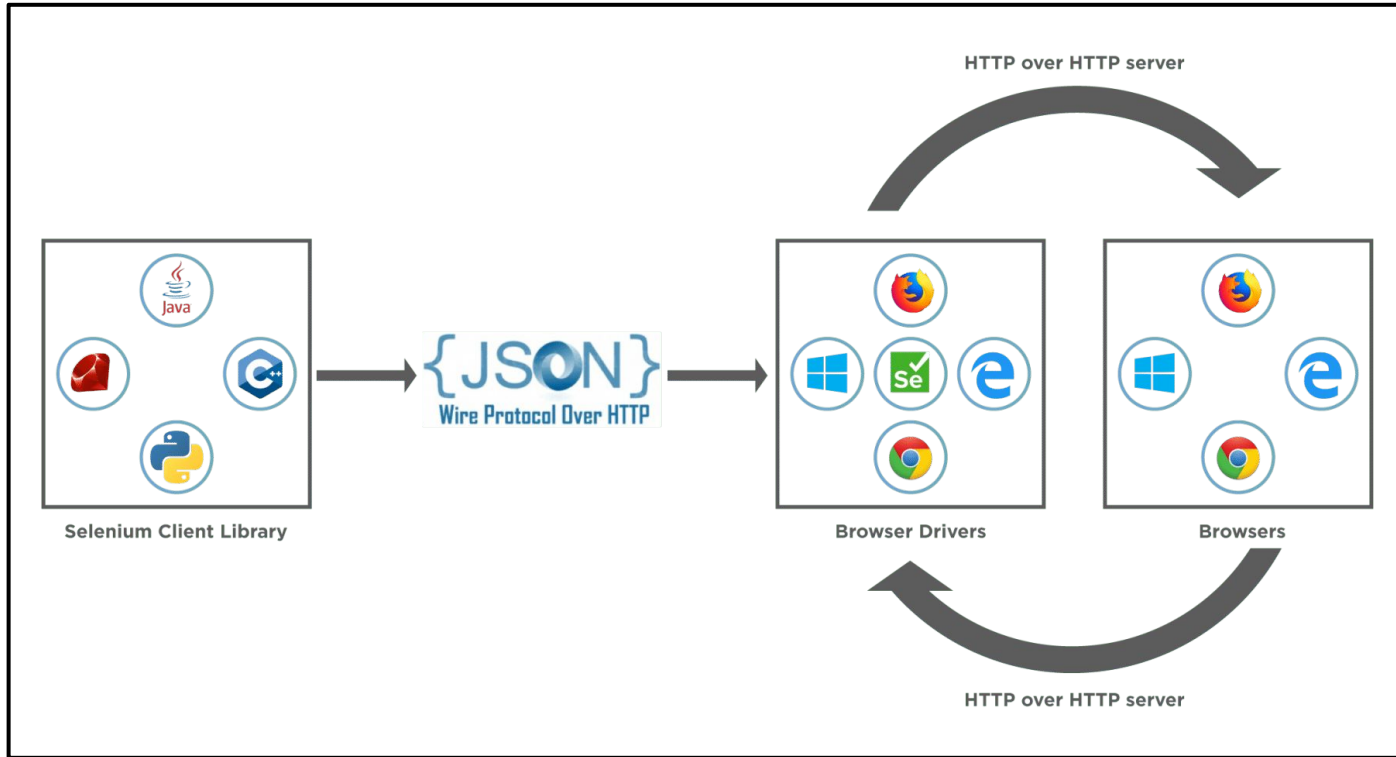 HTTP over HTTP server
Java
C++
{JSON}
Wire Protocol Over HTTP
Se
Selenium Client Library
Browser Drivers
Browsers
HTTP over HTTP server